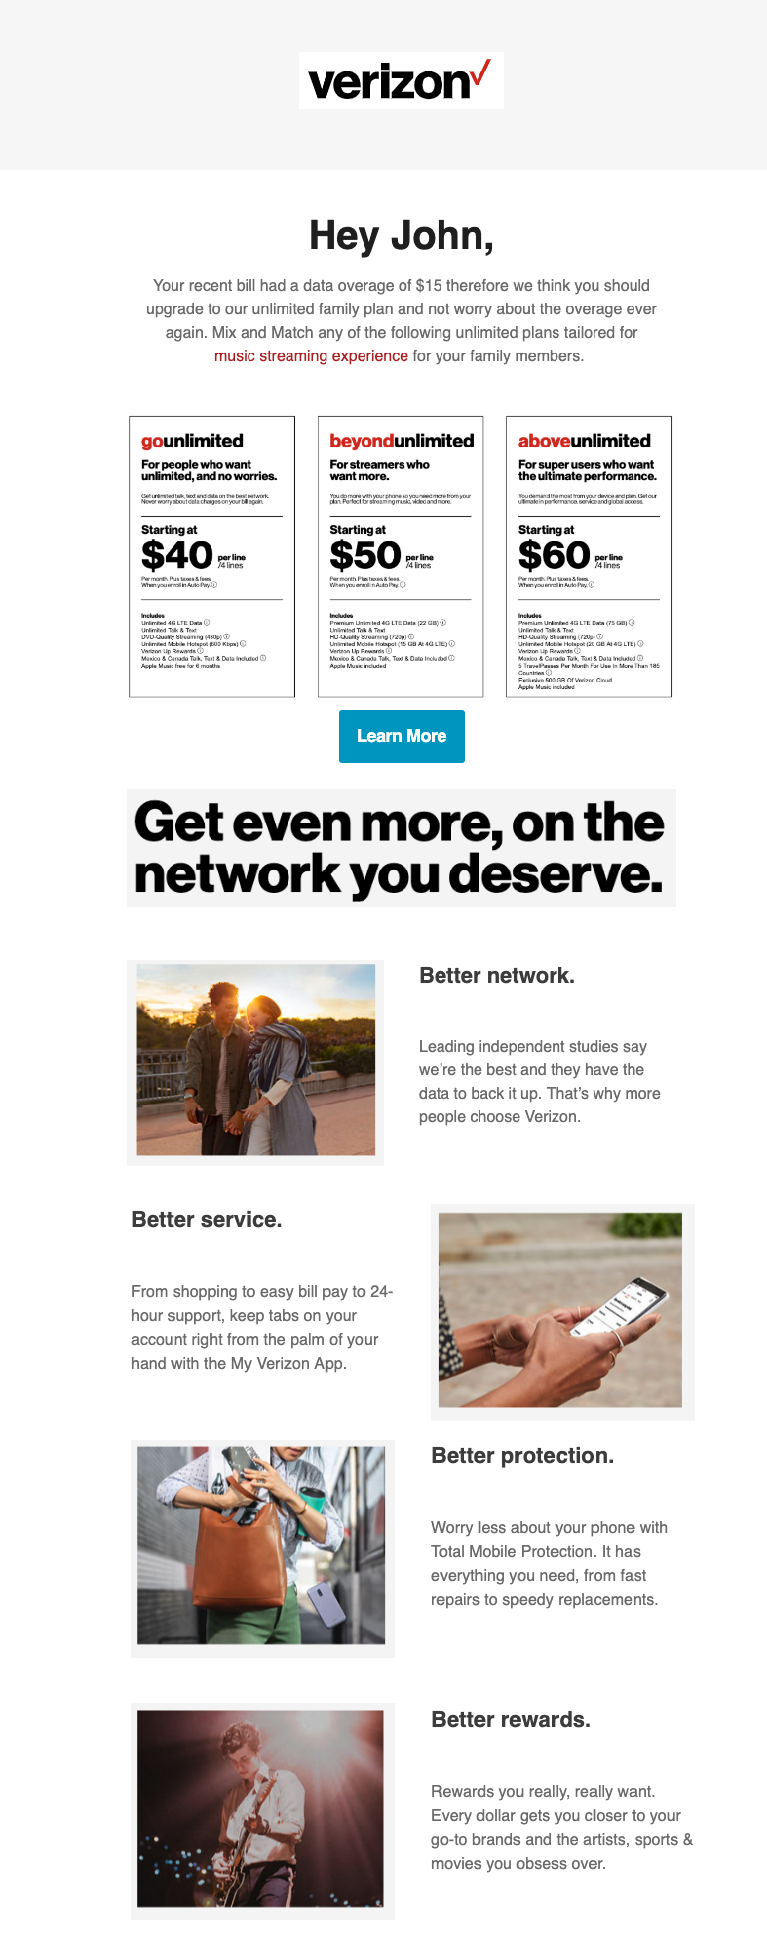 verizon
Hey John,
Your recent bill had a data overage of $15 therefore we think you should
upgrade to our unlimited family plan and not worry about the overage ever
again. Mix and Match any of the following unlimited plans tailored for
music streaming experience for your family members.
gounlimited
For people who want
unlimited, and no worries.
Get unlimited talk, text and data on the best network.
Never worry about data charges on your bill again.
Starting at
$40 per line
/4 lines
Per month. Plus taxes & fees.
When you enroll in Auto Pay.
Includes
Unlimited 4G LTE Data
Unlimited Talk & Text
DVD-Quality Streaming (480p)
Unlimited Mobile Hotspot (600 Kbps)
Verizon Up Rewards
Mexico & Canada Talk, Text & Data Included
Apple Music free for 6 months
beyondunlimited
For streamers who
want more.
You do more with your phone so you need more from your
plan. Perfect for streaming music, video and more.
Starting at
$50 per line
/4 lines
Per month. Plus taxes & fees.
When you enroll in Auto Pay.
Includes
Premium Unlimited 4G LTE Data (22 GB)
Unlimited Talk & Text
HD-Quality Streaming (720p)
Unlimited Mobile Hotspot (15 GB At 4G LTE)
Verizon Up Rewards
Mexico & Canada Talk, Text & Data Included
Apple Music included
aboveunlimited
For super users who want
the ultimate performance.
You demand the most from your device and plan. Get our
ultimate in performance, service and global access.
Starting at
$60 per line
/4 lines
Per month. Plus taxes & fees.
When you enroll in Auto Pay.
Includes
Premium Unlimited 4G LTE Data (75 GB)
Unlimited Talk & Text
HD-Quality Streaming (720p)
Unlimited Mobile Hotspot (20 GB At 4G LTE)
Verizon Up Rewards
Mexico & Canada Talk, Text & Data Included
5 TravelPasses Per Month For Use In More Than 185
Countries
Exclusive 500 GB Of Verizon Cloud
Apple Music included
Learn More
Get even more, on the
network you deserve.
Better network.
Leading independent studies say
we're the best and they have the
data to back it up. That's why more
people choose Verizon.
Better service.
From shopping to easy bill pay to 24-
hour support, keep tabs on your
account right from the palm of your
hand with the My Verizon App.
Better protection.
Worry less about your phone with
Total Mobile Protection. It has
everything you need, from fast
repairs to speedy replacements.
Better rewards.
Rewards you really, really want.
Every dollar gets you closer to your
go-to brands and the artists, sports &
movies you obsess over.